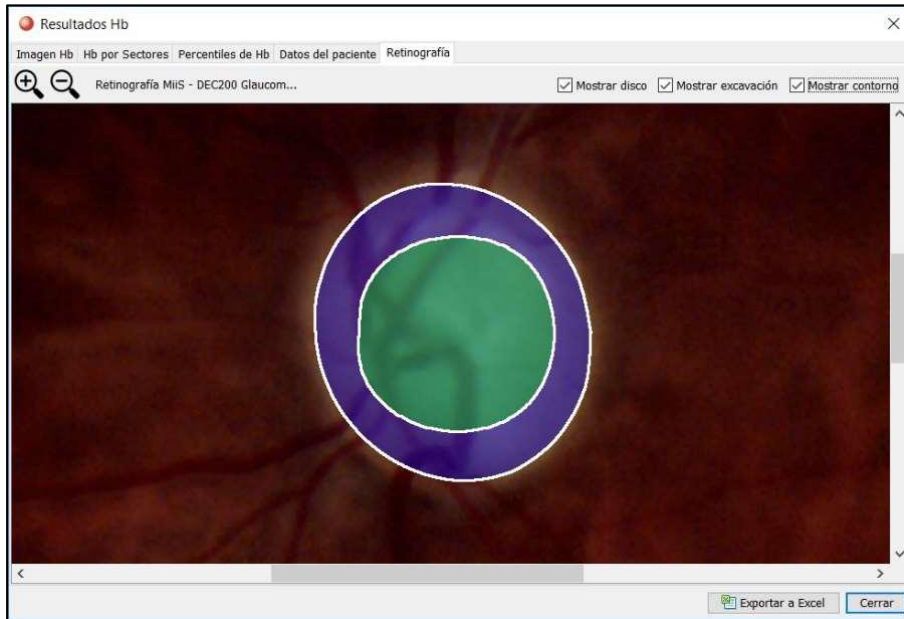 Resultados Hb
Imagen Hb Hb por Sectores Percentiles de Hb Datos del paciente Retinografía
Retinografía MiiS - DEC200 Glaucom... Mostrar disco Mostrar excavación Mostrar contorno
Exportar a Excel Cerrar